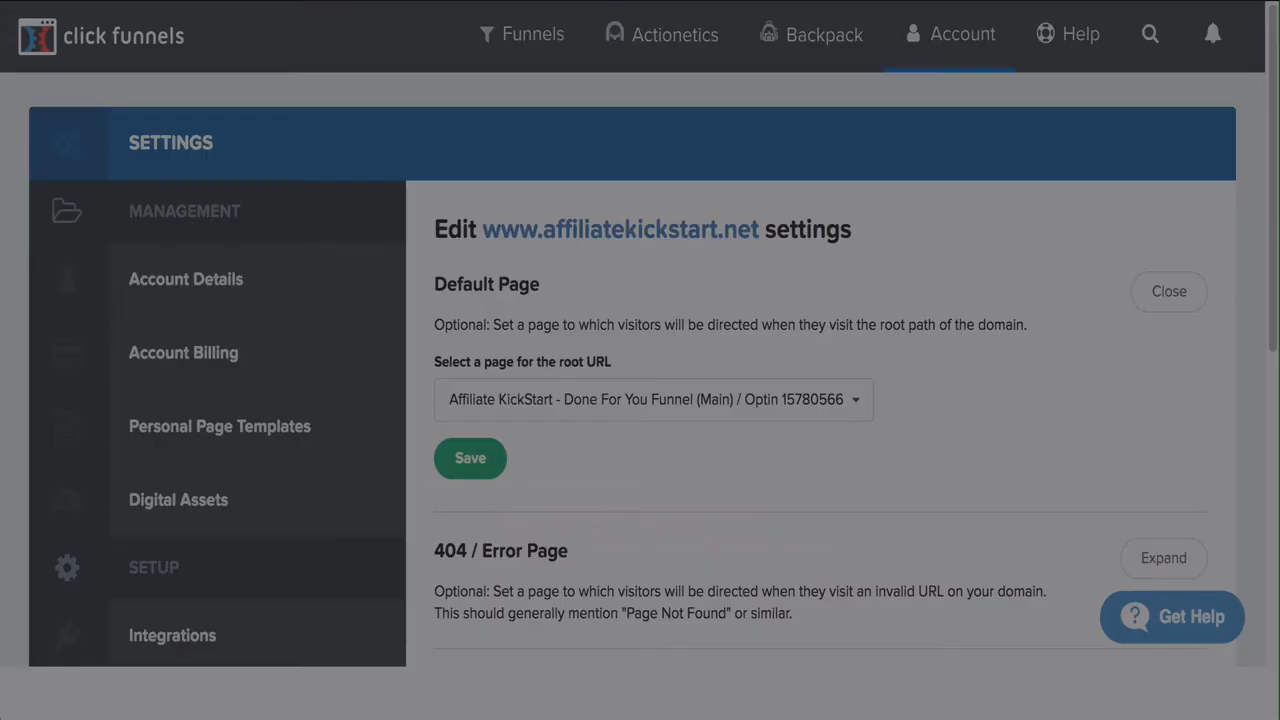 click funnels
Funnels
Actionetics
Backpack
Account
Help
SETTINGS
MANAGEMENT
Account Details
Account Billing
Personal Page Templates
Digital Assets
SETUP
Integrations
Edit www.affiliatekickstart.net settings
Default Page
Close
Optional: Set a page to which visitors will be directed when they visit the root path of the domain.
Select a page for the root URL
Affiliate KickStart - Done For You Funnel (Main) / Optin 15780566
Save
404 / Error Page
Expand
Optional: Set a page to which visitors will be directed when they visit an invalid URL on your domain.
This should generally mention "Page Not Found" or similar.
Get Help